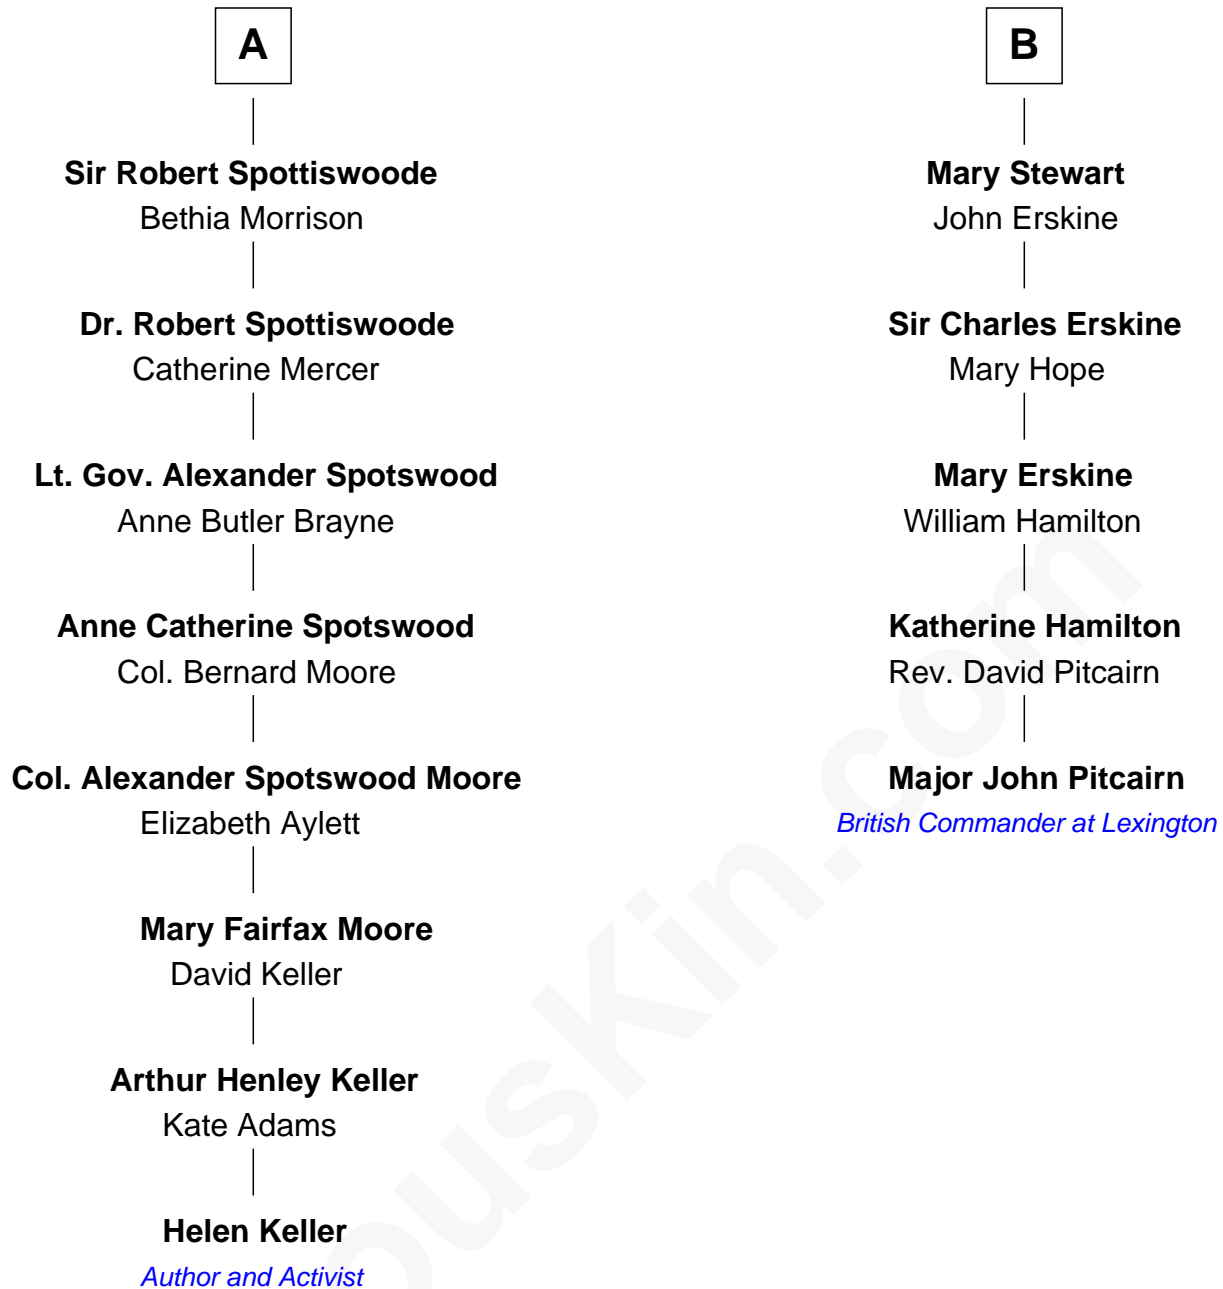 A
Sir Robert Spottiswoode
Bethia Morrison
Dr. Robert Spottiswoode
Catherine Mercer
Lt. Gov. Alexander Spotswood
Anne Butler Brayne
Anne Catherine Spotswood
Col. Bernard Moore
Col. Alexander Spotswood Moore
Elizabeth Aylett
Mary Fairfax Moore
David Keller
Arthur Henley Keller
Kate Adams
Helen Keller
Author and Activist
B
Mary Stewart
John Erskine
Sir Charles Erskine
Mary Hope
Mary Erskine
William Hamilton
Katherine Hamilton
Rev. David Pitcairn
Major John Pitcairn
British Commander at Lexington
ousKin.com